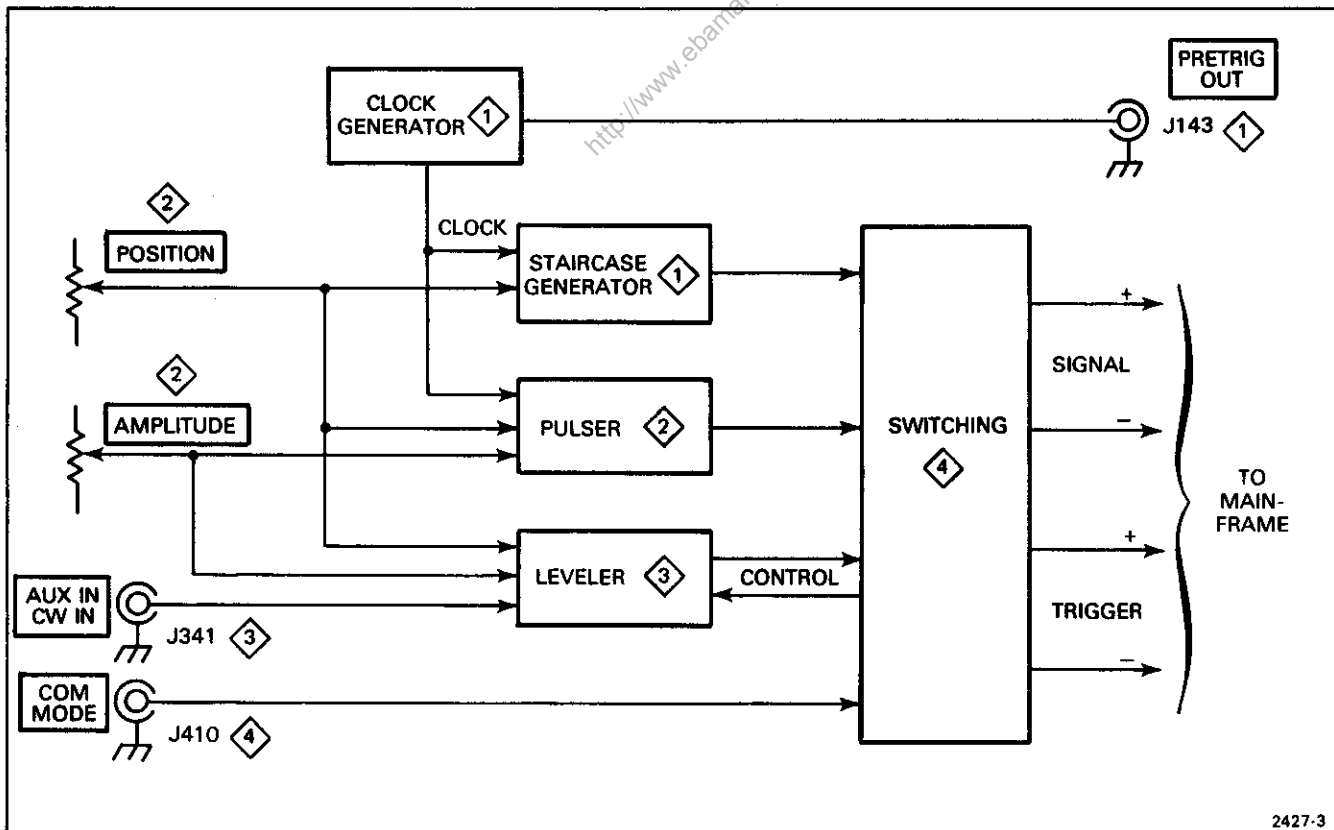 http://www.ebama
PRETRIG
OUT
CLOCK
GENERATOR 1
J143 1
2
POSITION
CLOCK
STAIRCASE
GENERATOR 1
2
AMPLITUDE
PULSER 2
SWITCHING
4
+
SIGNAL
−
TO
MAIN-
FRAME
+
TRIGGER
−
LEVELER 3
CONTROL
AUX IN
CW IN
J341 3
COM
MODE
J410 4
2427-3